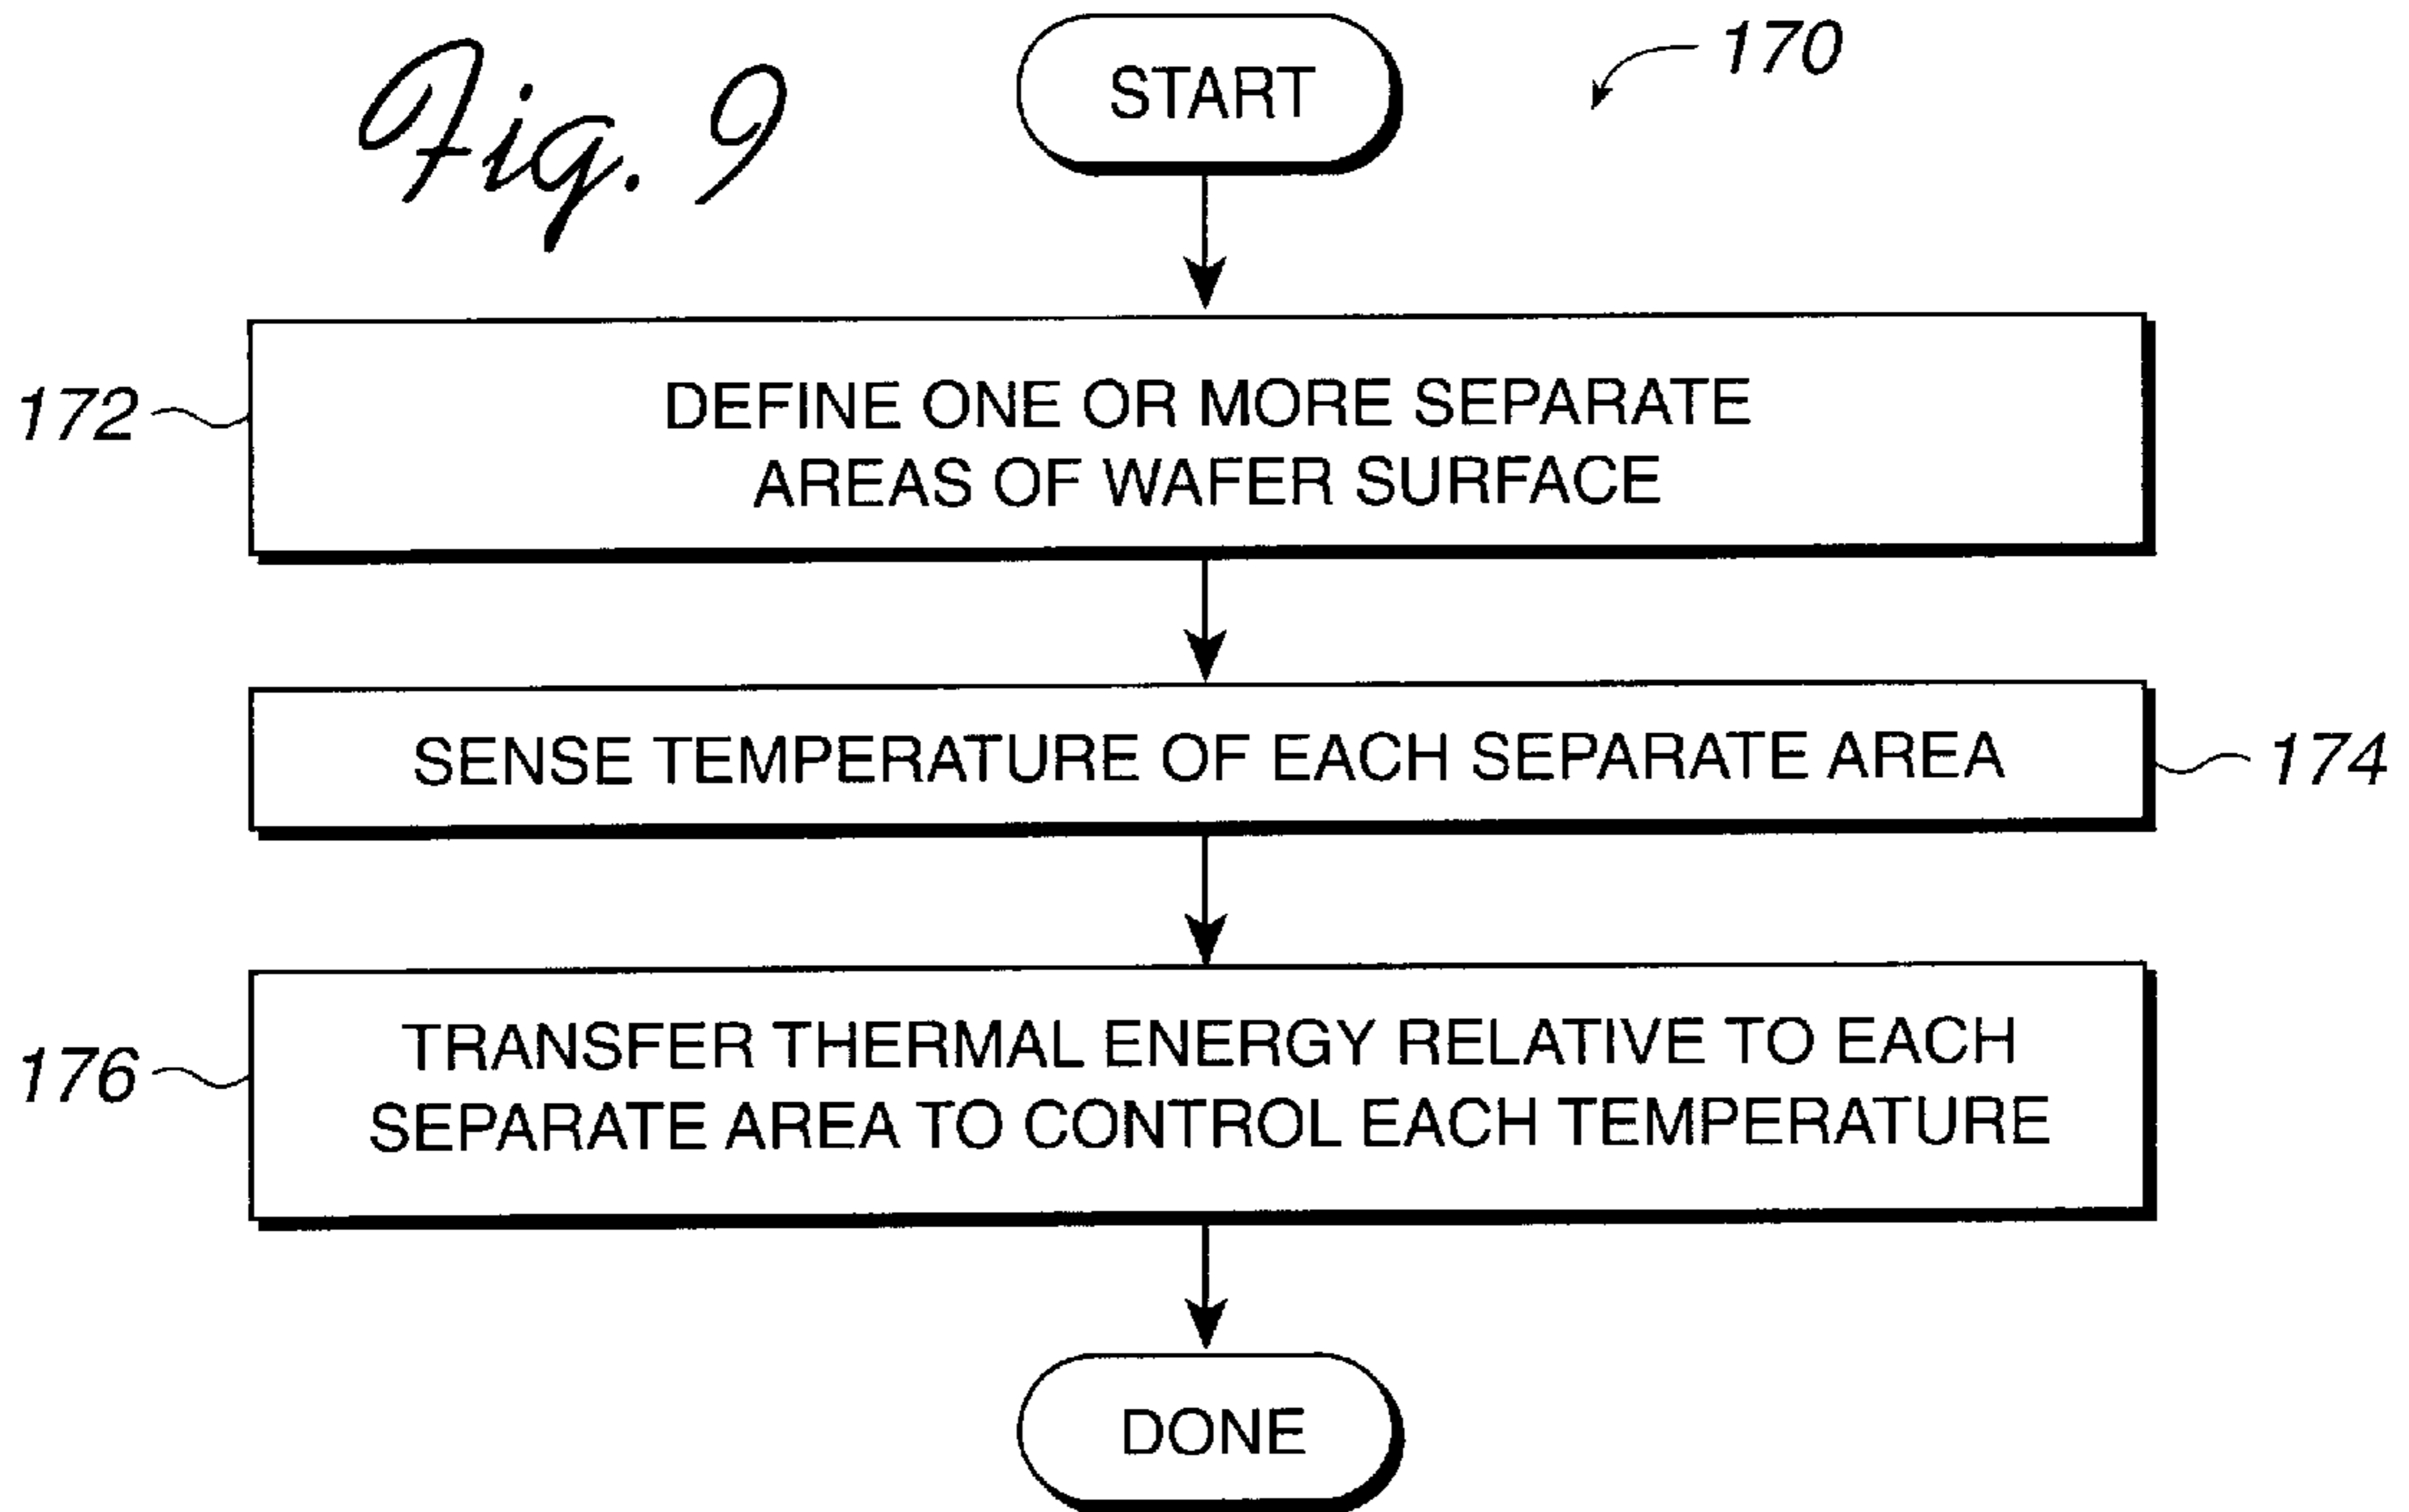 Fig. 9
START
170
172
DEFINE ONE OR MORE SEPARATE
AREAS OF WAFER SURFACE
SENSE TEMPERATURE OF EACH SEPARATE AREA
174
176
TRANSFER THERMAL ENERGY RELATIVE TO EACH
SEPARATE AREA TO CONTROL EACH TEMPERATURE
DONE